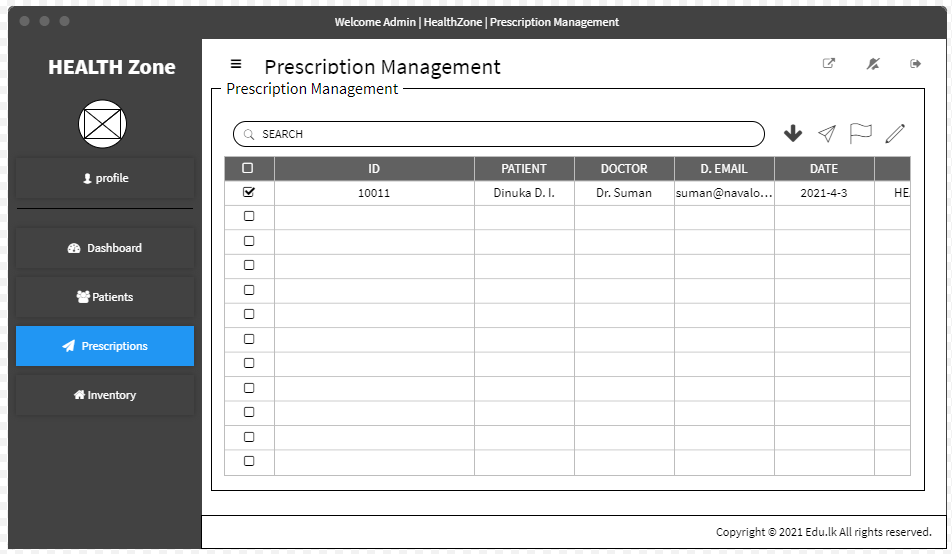 Welcome Admin | HealthZone | Prescription Management
HEALTH Zone
profile
Dashboard
Patients
Prescriptions
Inventory
Prescription Management
Prescription Management
SEARCH
ID PATIENT DOCTOR D. EMAIL DATE
10011 Dinuka D. I. Dr. Suman suman@navalo... 2021-4-3 HE
Copyright © 2021 Edu.lk All rights reserved.